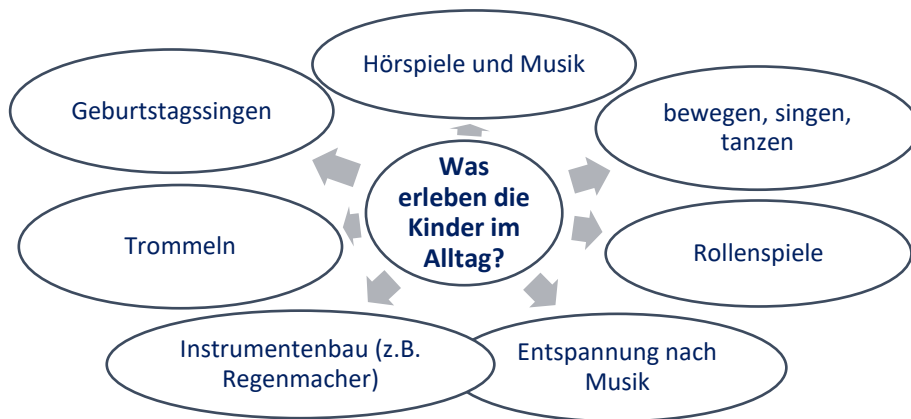 Hörspiele und Musik
Geburtstagssingen
bewegen, singen,
tanzen
Was
erleben die
Kinder im
Alltag?
Trommeln
Rollenspiele
Instrumentenbau (z.B.
Regenmacher)
Entspannung nach
Musik